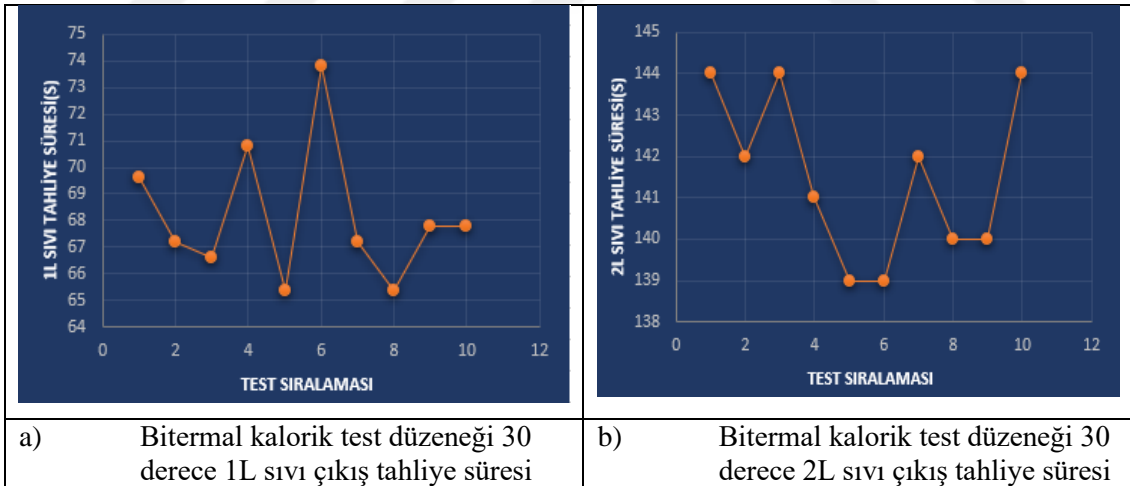 75
74
73
72
71
70
69
68
67
66
65
64
0 2 4 6 8 10 12
1L SIVI TAHLİYE SÜRESİ(S)
TEST SIRALAMASI
145
144
143
142
141
140
139
138
0 2 4 6 8 10 12
2L SIVI TAHLİYE SÜRESİ(S)
TEST SIRALAMASI
a) Bitermal kalorik test düzeneği 30
derece 1L sıvı çıkış tahliye süresi
b) Bitermal kalorik test düzeneği 30
derece 2L sıvı çıkış tahliye süresi